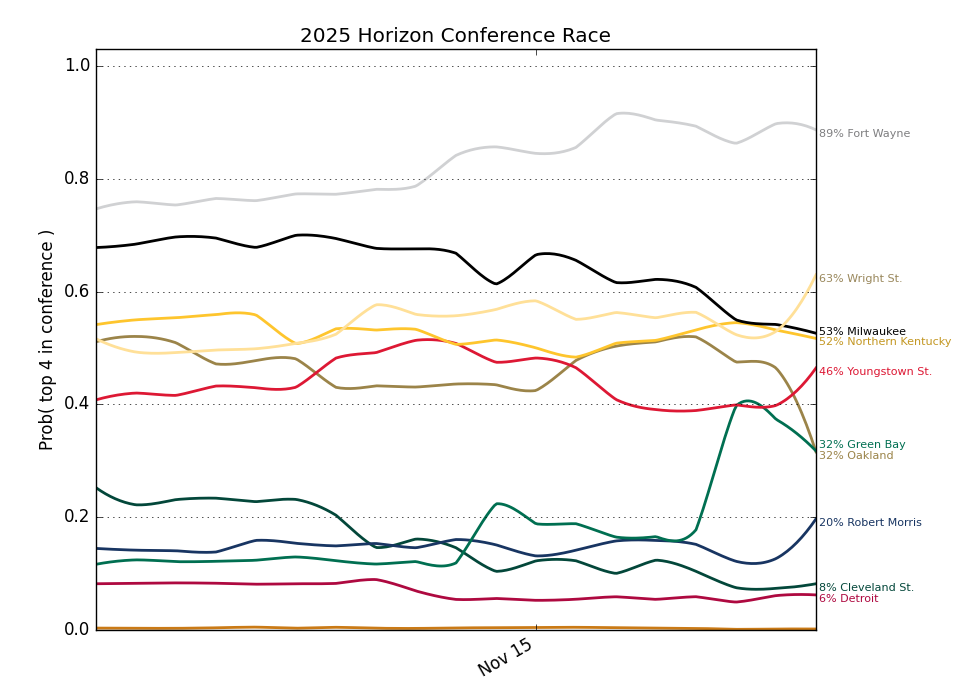 2025 Horizon Conference Race
Prob( top 4 in conference )
1.0
0.8
0.6
0.4
0.2
0.0
Nov 15
89% Fort Wayne
63% Wright St.
53% Milwaukee
52% Northern Kentucky
46% Youngstown St.
32% Green Bay
32% Oakland
20% Robert Morris
8% Cleveland St.
6% Detroit